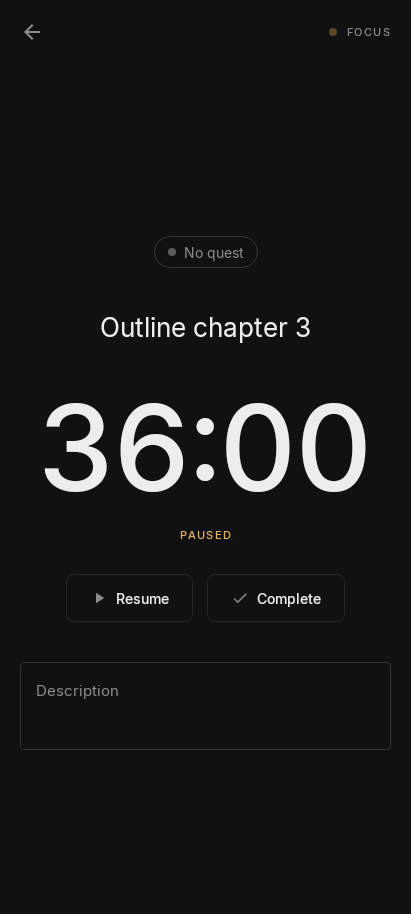 FOCUS
No quest
Outline chapter 3
36:00
PAUSED
Resume
Complete
Description